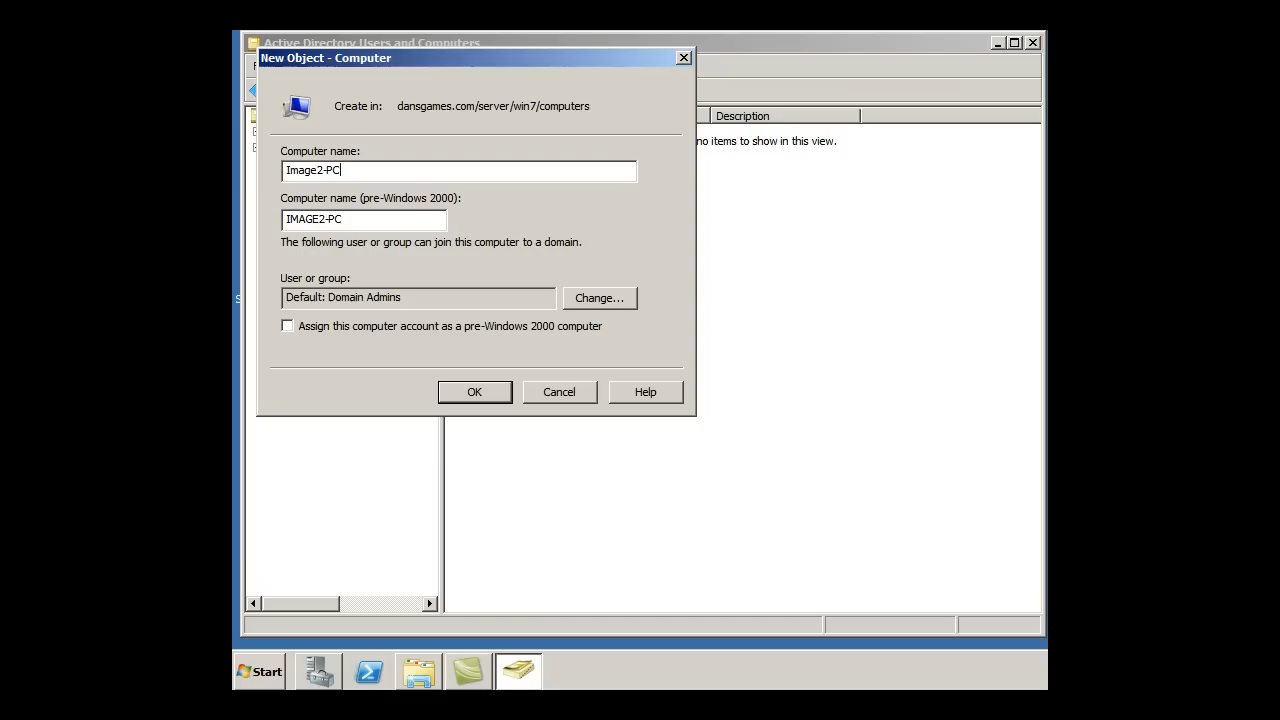 Active Directory Users and Computers
New Object - Computer
Create in: dansgames.com/server/win7/computers
Description
no items to show in this view.
Computer name:
Image2-PC
Computer name (pre-Windows 2000):
IMAGE2-PC
The following user or group can join this computer to a domain.
User or group:
Default: Domain Admins
Change...
Assign this computer account as a pre-Windows 2000 computer
OK Cancel Help
Start